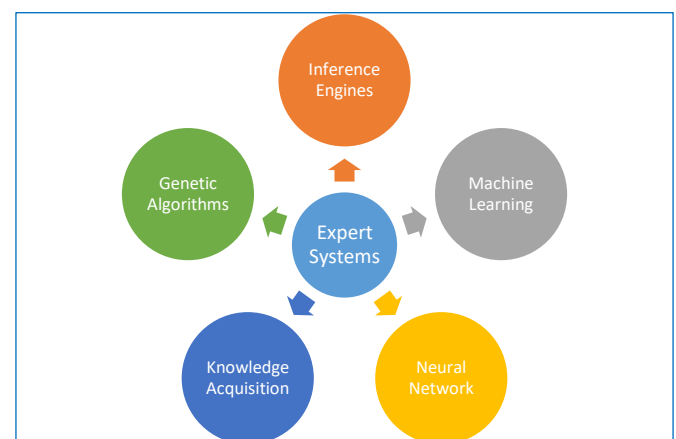 Inference
Engines
Genetic
Algorithms
Machine
Learning
Expert
Systems
Knowledge
Acquisition
Neural
Network